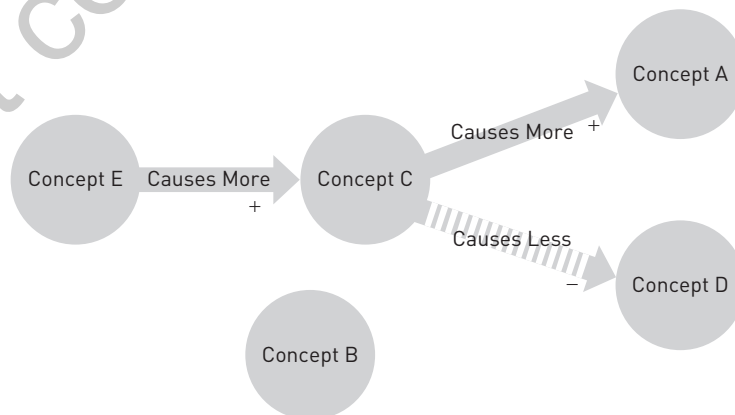 Concept A
Causes More +
Concept E
Causes More
+
Concept C
Causes Less
−
Concept D
Concept B